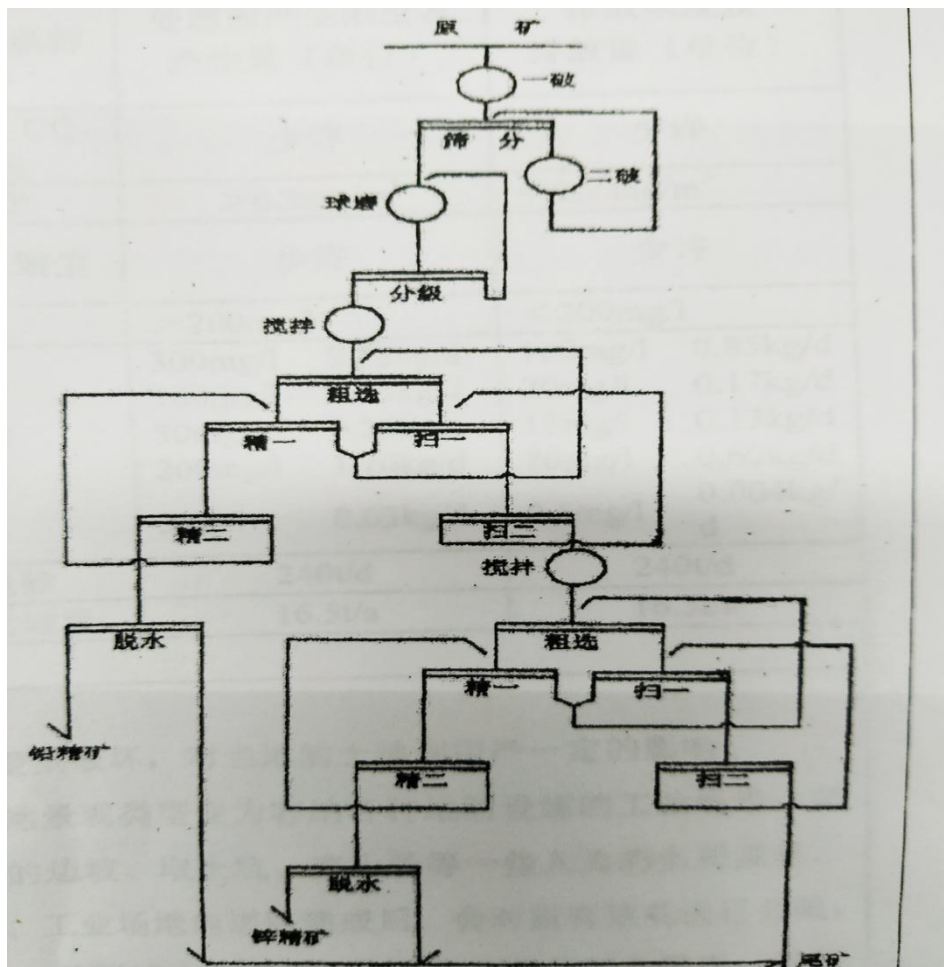 原 矿
一破
筛 分
二破
球磨
分级
搅拌
粗选
精一 扫一
精二 扫二
搅拌
脱水 粗选
精一 扫一
铅精矿
精二 扫二
脱水
锌精矿
尾矿